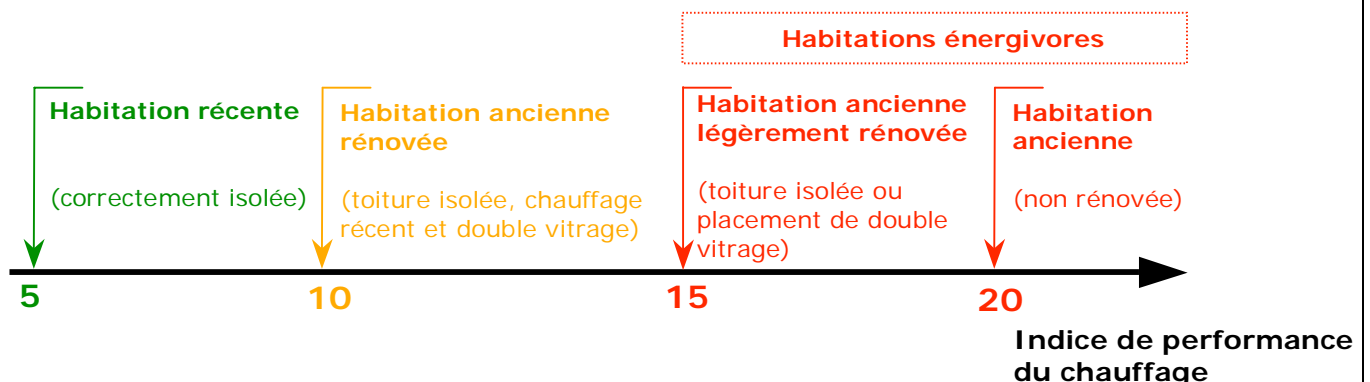 Habitations énergivores
Habitation récente
(correctement isolée)
Habitation ancienne
rénovée
(toiture isolée, chauffage
récent et double vitrage)
Habitation ancienne
légèrement rénovée
(toiture isolée ou
placement de double
vitrage)
Habitation
ancienne
(non rénovée)
5
10
15
20
Indice de performance
du chauffage